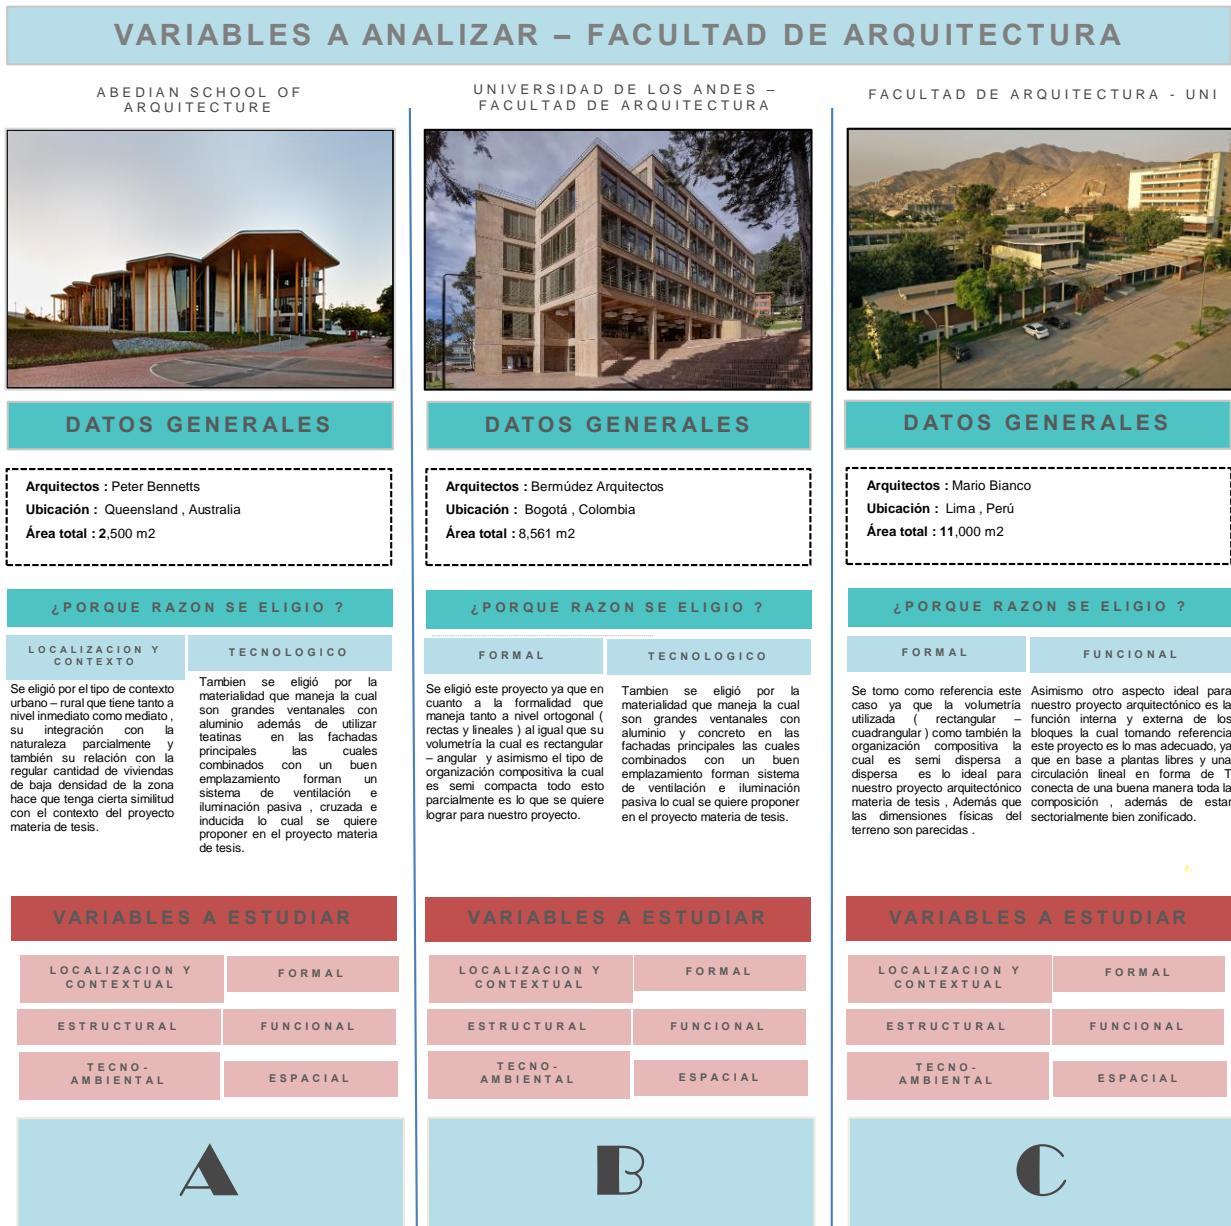 VARIABLES A ANALIZAR – FACULTAD DE ARQUITECTURA
ABEDIAN SCHOOL OF
ARQUITECTURE
DATOS GENERALES
Arquitectos : Peter Bennetts
Ubicación : Queensland , Australia
Área total : 2,500 m2
¿PORQUE RAZON SE ELIGIO ?
LOCALIZACION Y
CONTEXTO
Se eligió por el tipo de contexto
urbano – rural que tiene tanto a
nivel inmediato como mediato ,
su integración con la
naturaleza parcialmente y
también su relación con la
regular cantidad de viviendas
de baja densidad de la zona
hace que tenga cierta similitud
con el contexto del proyecto
materia de tesis.
TECNOLOGICO
Tambien se eligió por la
materialidad que maneja la cual
son grandes ventanales con
aluminio además de utilizar
teatinas en las fachadas
principales las cuales
combinados con un buen
emplazamiento forman un
sistema de ventilación e
iluminación pasiva , cruzada e
inducida lo cual se quiere
proponer en el proyecto materia
de tesis.
VARIABLES A ESTUDIAR
LOCALIZACION Y
CONTEXTUAL
FORMAL
ESTRUCTURAL
FUNCIONAL
TECNO-
AMBIENTAL
ESPACIAL
A
UNIVERSIDAD DE LOS ANDES –
FACULTAD DE ARQUITECTURA
DATOS GENERALES
Arquitectos : Bermúdez Arquitectos
Ubicación : Bogotá , Colombia
Área total : 8,561 m2
¿PORQUE RAZON SE ELIGIO ?
FORMAL
Se eligió este proyecto ya que en
cuanto a la formalidad que
maneja tanto a nivel ortogonal (
rectas y lineales ) al igual que su
volumetría la cual es rectangular
– angular y asimismo el tipo de
organización compositiva la cual
es semi compacta todo esto
parcialmente es lo que se quiere
lograr para nuestro proyecto.
TECNOLOGICO
Tambien se eligió por la
materialidad que maneja la cual
son grandes ventanales con
aluminio y concreto en las
fachadas principales las cuales
combinados con un buen
emplazamiento forman sistema
de ventilación e iluminación
pasiva lo cual se quiere proponer
en el proyecto materia de tesis.
VARIABLES A ESTUDIAR
LOCALIZACION Y
CONTEXTUAL
FORMAL
ESTRUCTURAL
FUNCIONAL
TECNO-
AMBIENTAL
ESPACIAL
B
FACULTAD DE ARQUITECTURA - UNI
DATOS GENERALES
Arquitectos : Mario Bianco
Ubicación : Lima , Perú
Área total : 11,000 m2
¿PORQUE RAZON SE ELIGIO ?
FORMAL
Se tomo como referencia este
caso ya que la volumetría
utilizada ( rectangular –
cuadrangular ) como también la
organización compositiva la
cual es semi dispersa a
dispersa es lo ideal para
nuestro proyecto arquitectónico
materia de tesis , Además que
las dimensiones físicas del
terreno son parecidas .
FUNCIONAL
Asimismo otro aspecto ideal para
nuestro proyecto arquitectónico es la
función interna y externa de los
bloques la cual tomando referencia
este proyecto es lo mas adecuado, ya
que en base a plantas libres y una
circulación lineal en forma de T
conecta de una buena manera toda la
composición , además de estar
sectorialmente bien zonificado.
VARIABLES A ESTUDIAR
LOCALIZACION Y
CONTEXTUAL
FORMAL
ESTRUCTURAL
FUNCIONAL
TECNO-
AMBIENTAL
ESPACIAL
C